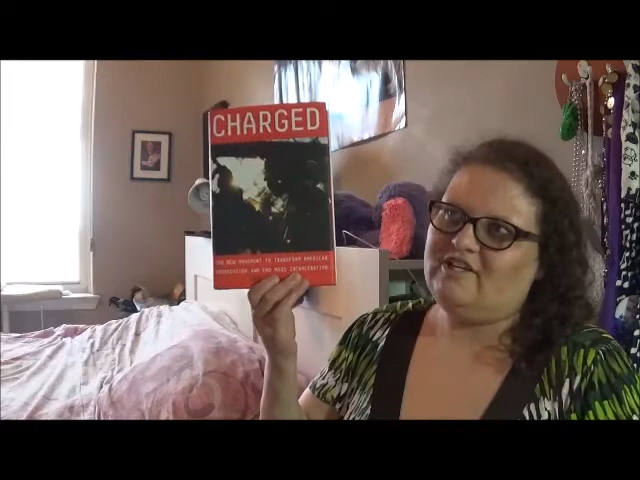 CHARGED
THE NEW MOVEMENT TO TRANSFORM AMERICAN
PROSECUTION AND END MASS INCARCERATION